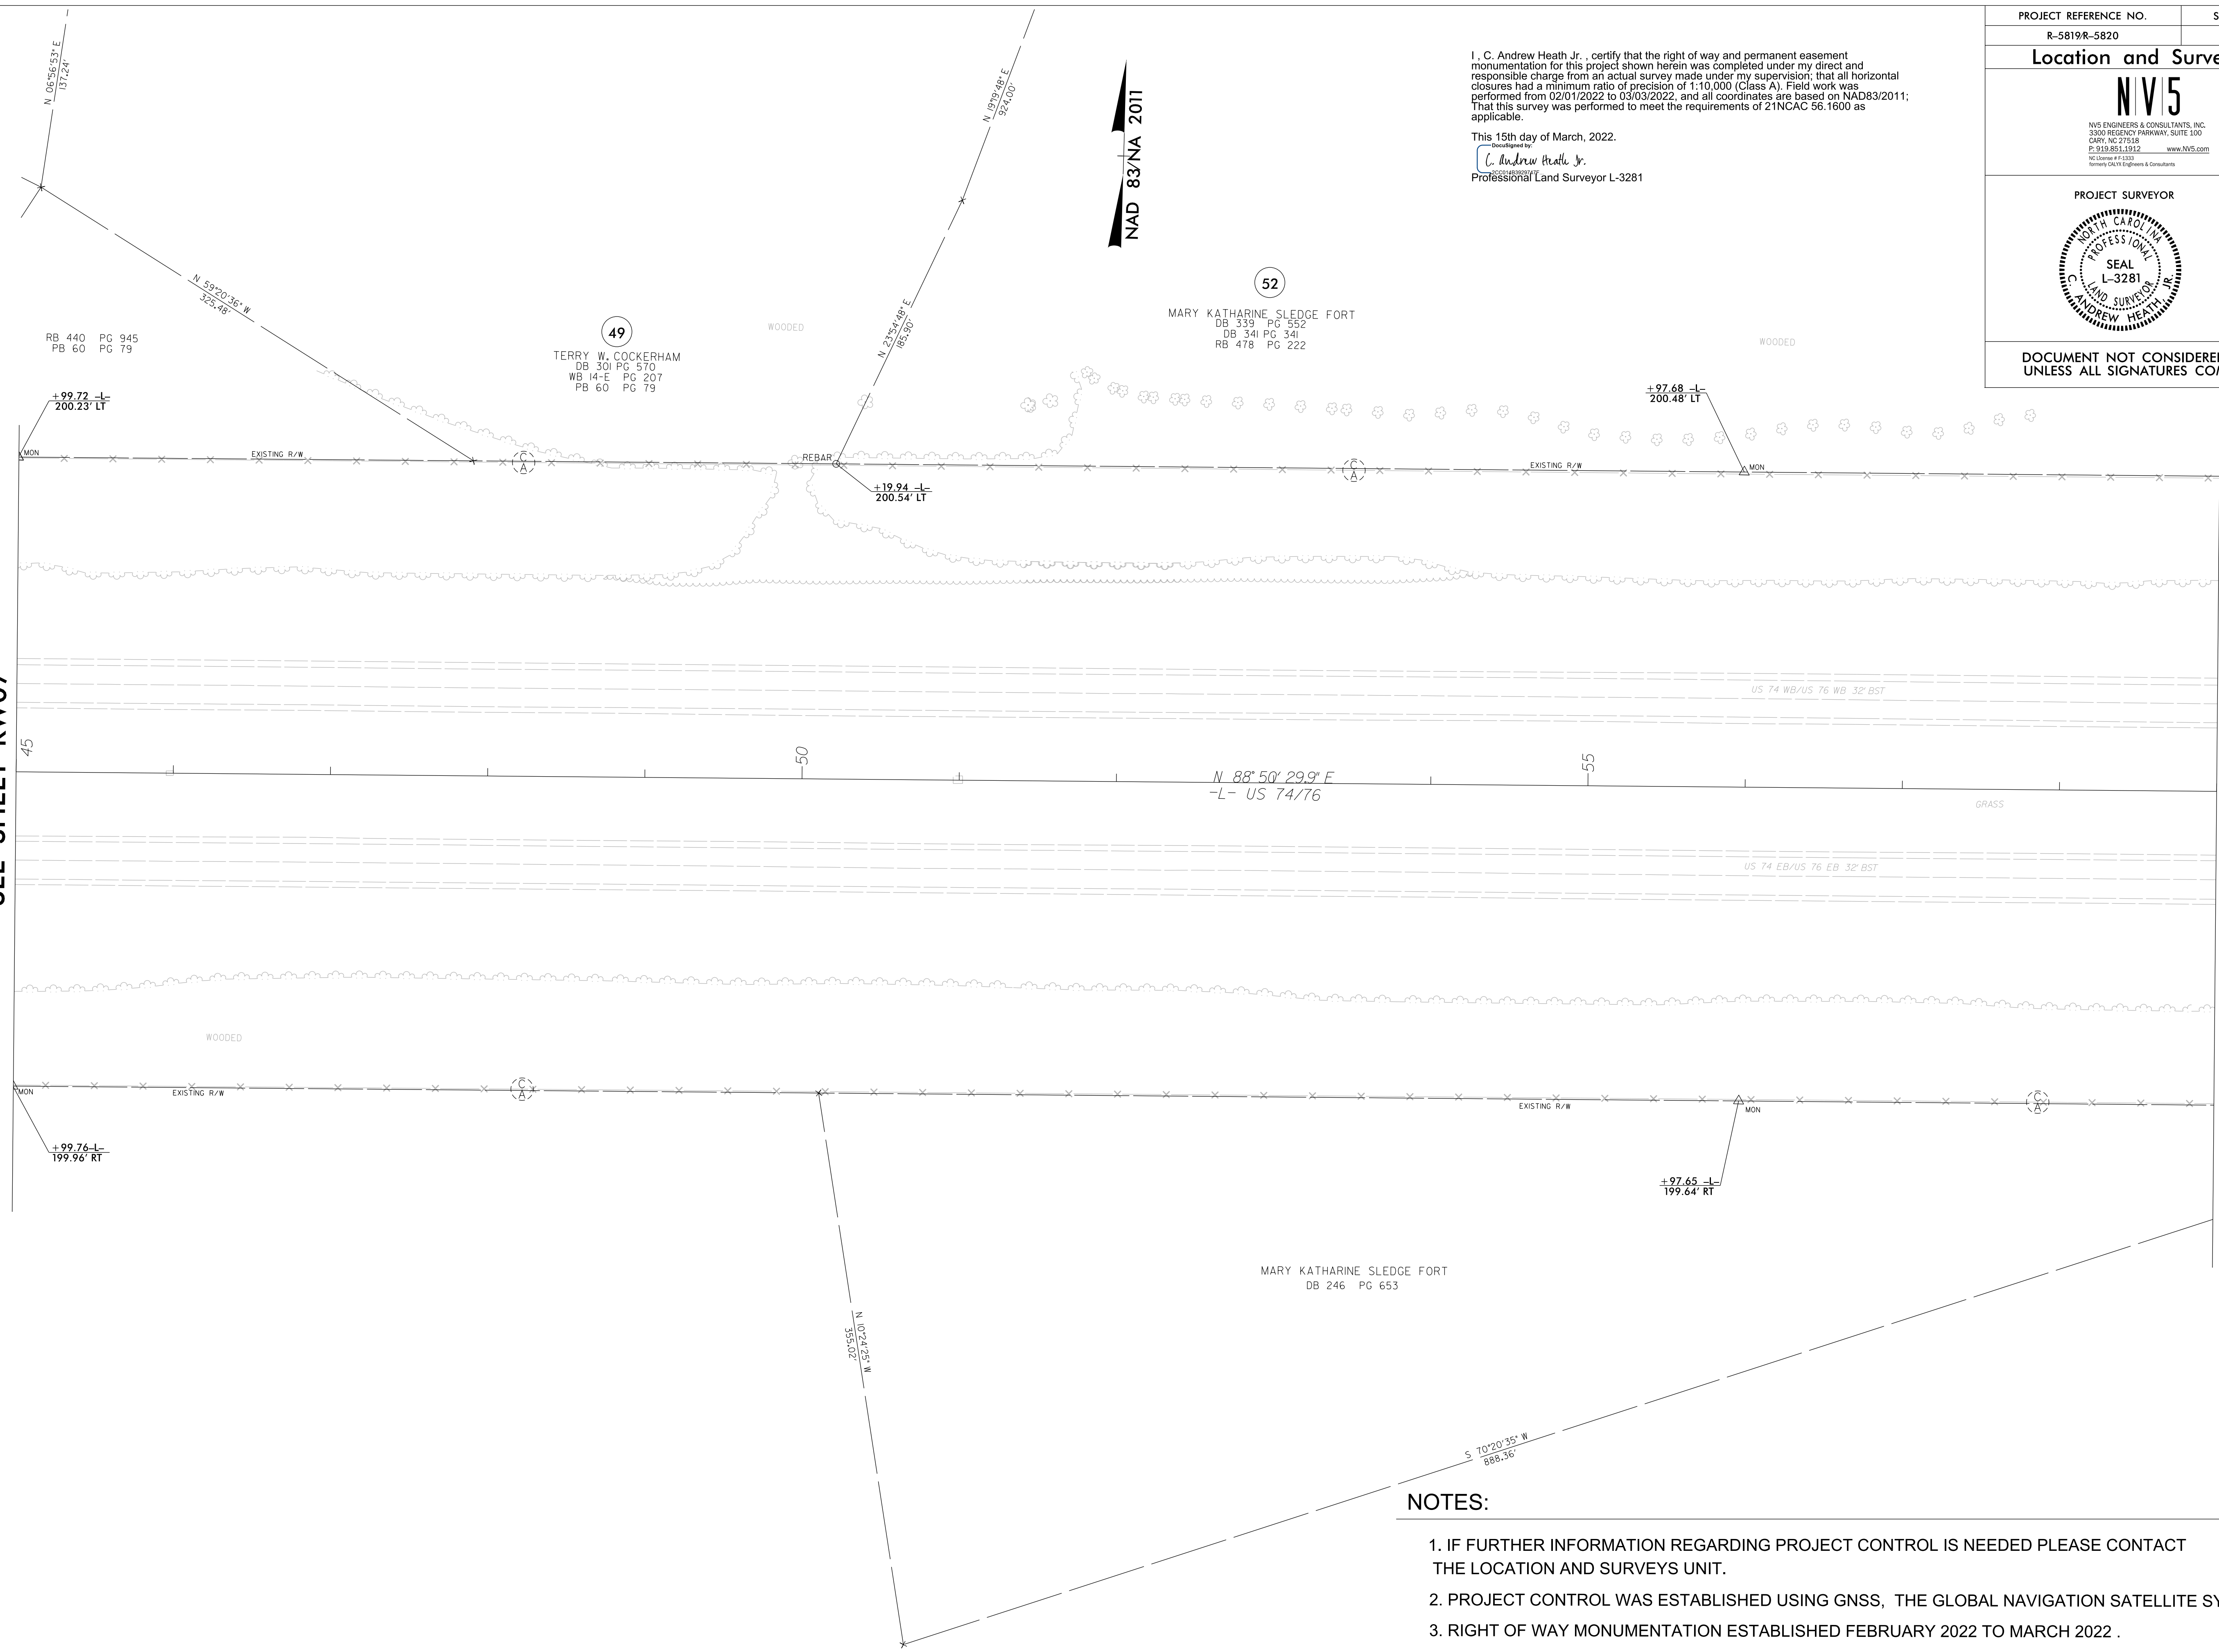 PROJECT REFERENCE NO.
R–5819/R–5820
Location and Surve
N|V|5
NV5 ENGINEERS & CONSULTANTS, INC.
3300 REGENCY PARKWAY, SUITE 100
CARY, NC 27518
P: 919.851.1912 www.NV5.com
NC License # F-1333
formerly CALYX Engineers & Consultants
PROJECT SURVEYOR
NORTH CAROLINA
PROFESSIONAL
SEAL
L–3281
LAND SURVEYOR
C. ANDREW HEATH, JR.
DOCUMENT NOT CONSIDERE
UNLESS ALL SIGNATURES CO
I , C. Andrew Heath Jr. , certify that the right of way and permanent easement
monumentation for this project shown herein was completed under my direct and
responsible charge from an actual survey made under my supervision; that all horizontal
closures had a minimum ratio of precision of 1:10,000 (Class A). Field work was
performed from 02/01/2022 to 03/03/2022, and all coordinates are based on NAD83/2011;
That this survey was performed to meet the requirements of 21NCAC 56.1600 as
applicable.
This 15th day of March, 2022.
DocuSigned by:
C. Andrew Heath Jr.
Professional Land Surveyor L-3281
N 06°56'53" E
137.24'
N 19°19'48" E
924.00'
NAD 83/NA 2011
N 59°20'36" W
325.48'
N 23°54'48" E
185.90'
RB 440 PG 945
PB 60 PG 79
49
TERRY W. COCKERHAM
DB 301 PG 570
WB 14-E PG 207
PB 60 PG 79
WOODED
52
MARY KATHARINE SLEDGE FORT
DB 339 PG 552
DB 341 PG 341
RB 478 PG 222
WOODED
+99.72 –L–
200.23' LT
+97.68 –L–
200.48' LT
MON
EXISTING R/W
C
A
REBAR
+19.94 –L–
200.54' LT
C
A
EXISTING R/W
MON
US 74 WB/US 76 WB 32' BST
45
50
55
N 88° 50' 29.9" E
-L- US 74/76
GRASS
US 74 EB/US 76 EB 32' BST
WOODED
MON
EXISTING R/W
C
A
EXISTING R/W
MON
C
A
+99.76–L–
199.96' RT
+97.65 –L–
199.64' RT
MARY KATHARINE SLEDGE FORT
DB 246 PG 653
N 10°24'25" W
355.02'
S 70°20'35" W
888.36'
NOTES:
1. IF FURTHER INFORMATION REGARDING PROJECT CONTROL IS NEEDED PLEASE CONTACT
THE LOCATION AND SURVEYS UNIT.
2. PROJECT CONTROL WAS ESTABLISHED USING GNSS, THE GLOBAL NAVIGATION SATELLITE SY
3. RIGHT OF WAY MONUMENTATION ESTABLISHED FEBRUARY 2022 TO MARCH 2022 .